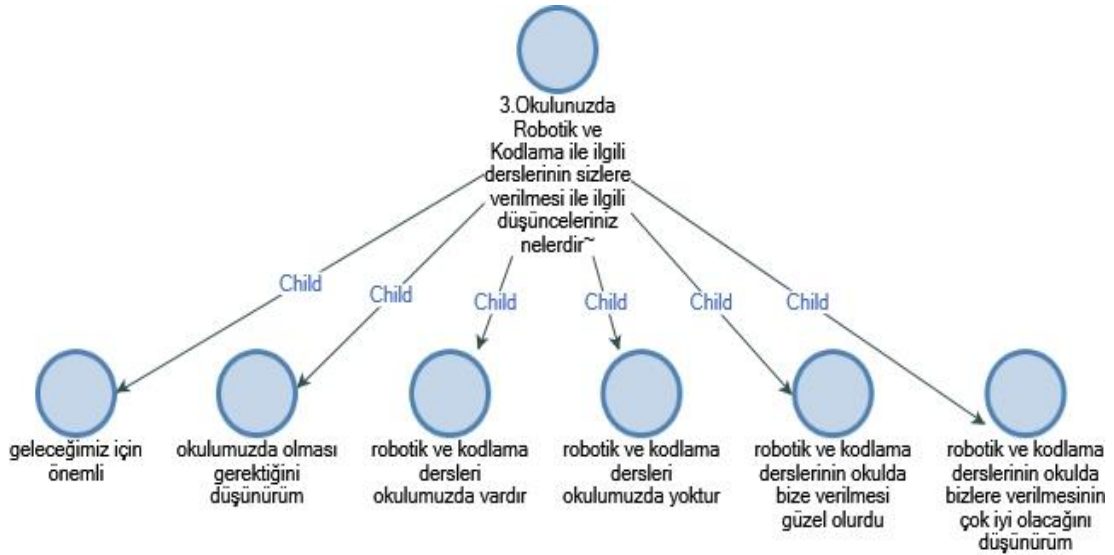 3.Okulunuzda
Robotik ve
Kodlama ile ilgili
derslerinin sizlere
verilmesi ile ilgili
düşünceleriniz
nelerdir~
Child
Child
Child
Child
Child
Child
geleceğimiz için
önemli
okulumuzda olması
gerektiğini
düşünürüm
robotik ve kodlama
dersleri
okulumuzda vardır
robotik ve kodlama
dersleri
okulumuzda yoktur
robotik ve kodlama
derslerinin okulda
bize verilmesi
güzel olurdu
robotik ve kodlama
derslerinin okulda
bizlere verilmesinin
çok iyi olacağını
düşünürüm